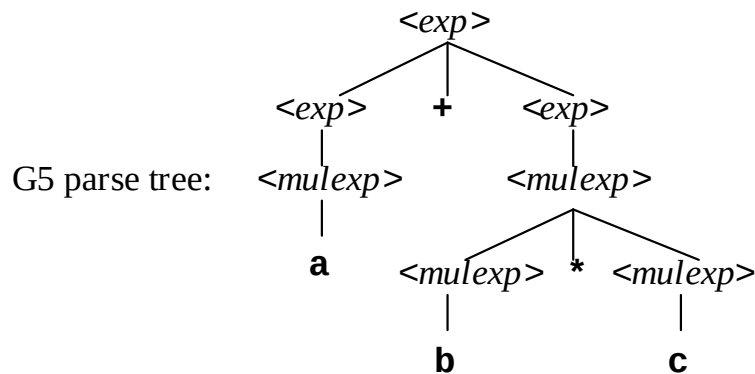 <exp>
<exp> + <exp>
G5 parse tree: <mulexp> <mulexp>
a
<mulexp> * <mulexp>
b c